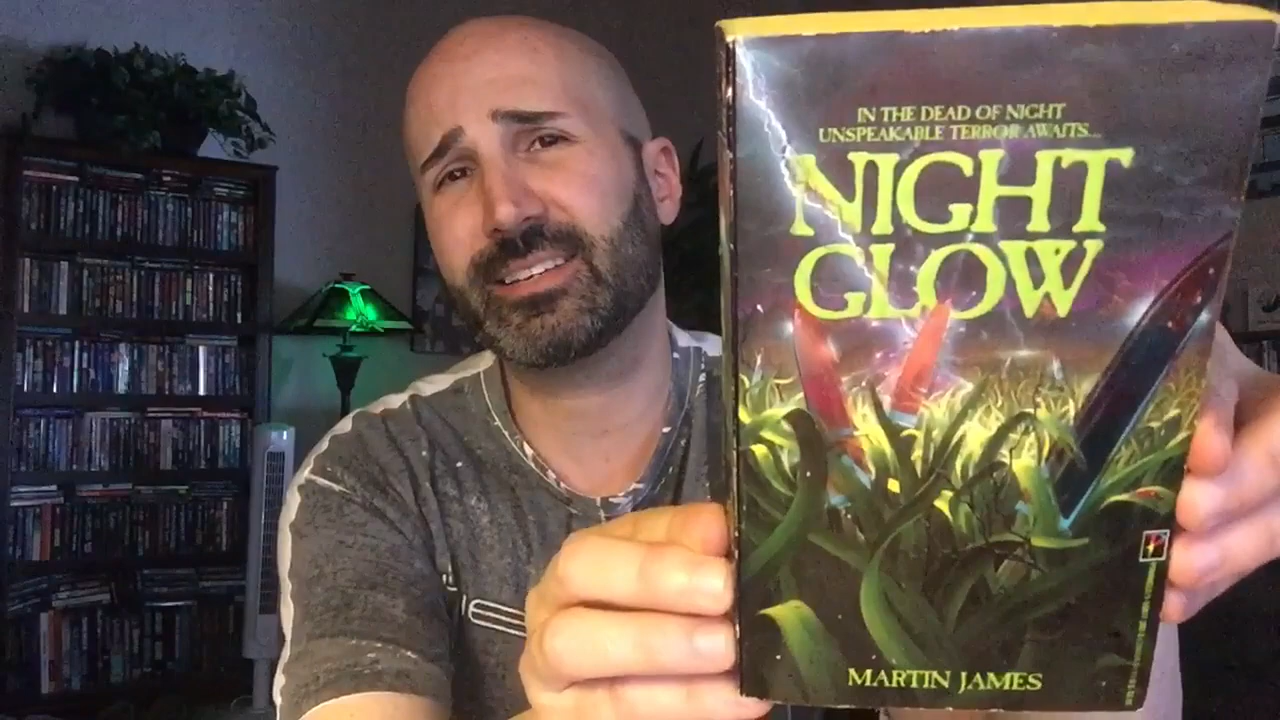 IN THE DEAD OF NIGHT
UNSPEAKABLE TERROR AWAITS...
NIGHT
GLOW
MARTIN JAMES